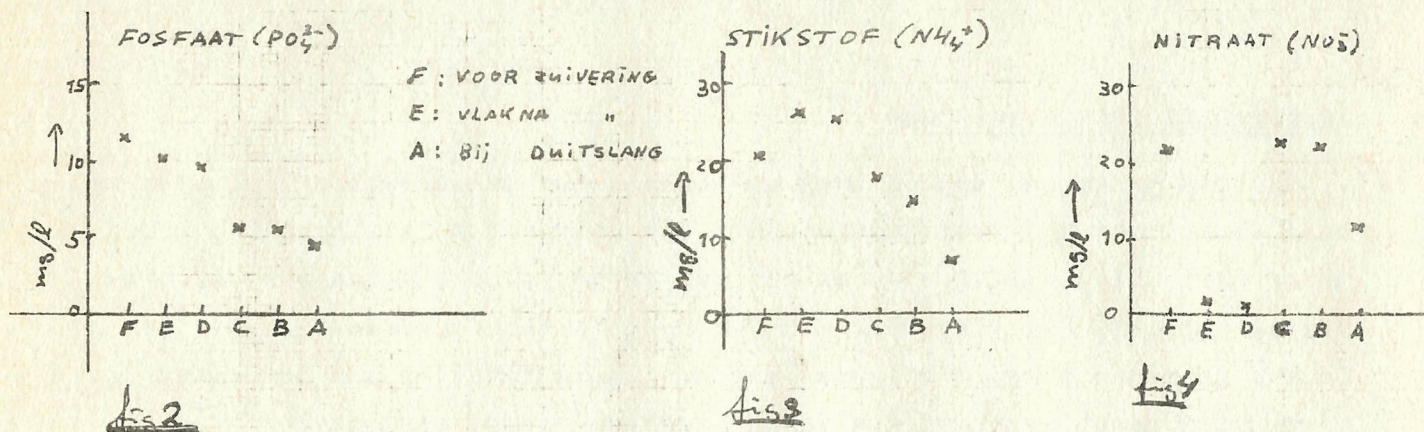 FOSFAAT (PO₄³⁻)
15
10
5
0
mg/l
F E D C B A
fig 2
F : VOOR ZUIVERING
E : VLAK NA "
A : Bij DUITSLANG
STIKSTOF (NH₄⁺)
30
20
10
0
mg/l
F E D C B A
fig 3
NITRAAT (NO₃⁻)
30
20
10
0
mg/l
F E D C B A
fig 4